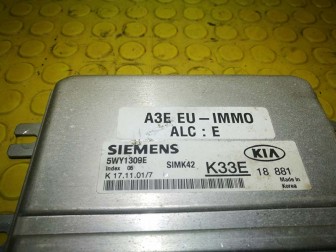 A3E EU-IMMO
ALC : E
SIEMENS
5WY1309E
Index 06 SIMK42
K 17.11.01/7
K33E
KIA
18 881
Made in
Korea